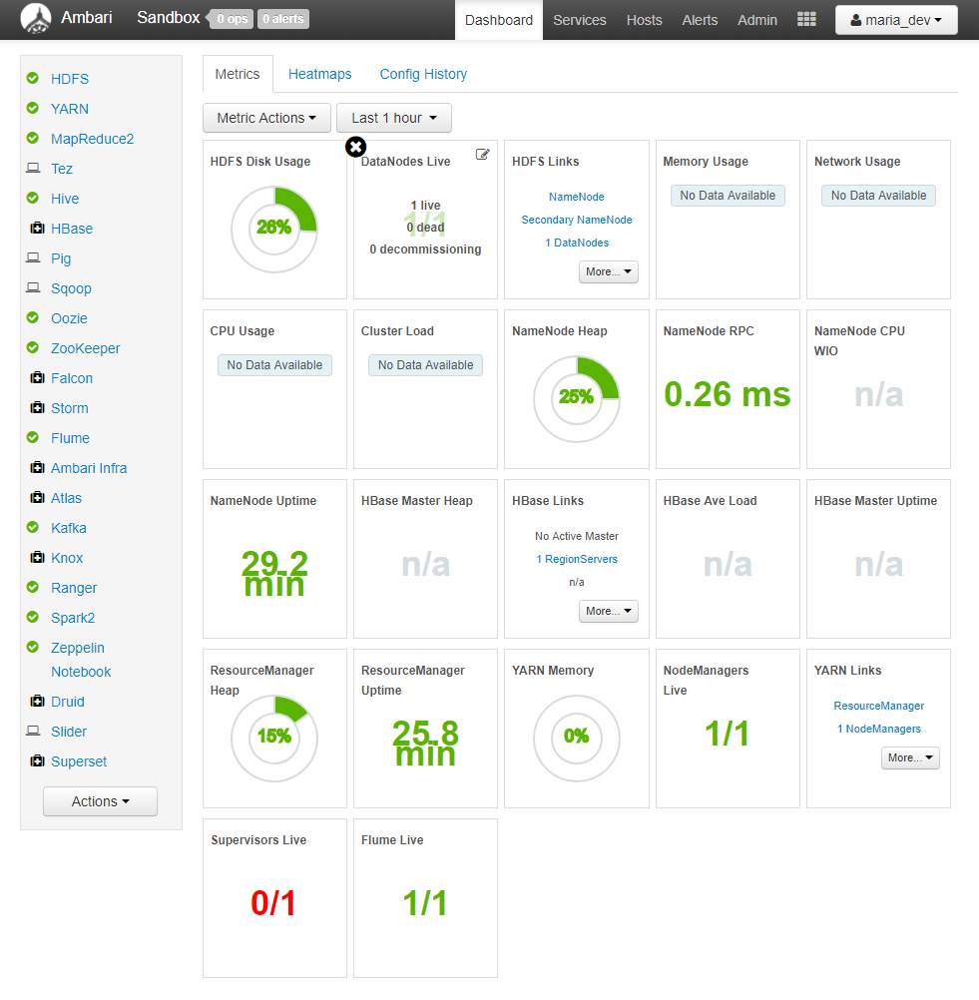 Ambari
Sandbox
0 ops
0 alerts
Dashboard
Services
Hosts
Alerts
Admin
maria_dev
HDFS
YARN
MapReduce2
Tez
Hive
HBase
Pig
Sqoop
Oozie
ZooKeeper
Falcon
Storm
Flume
Ambari Infra
Atlas
Kafka
Knox
Ranger
Spark2
Zeppelin
Notebook
Druid
Slider
Superset
Actions
Metrics
Heatmaps
Config History
Metric Actions
Last 1 hour
HDFS Disk Usage
26%
DataNodes Live
1 live
1/1
0 dead
0 decommissioning
HDFS Links
NameNode
Secondary NameNode
1 DataNodes
More...
Memory Usage
No Data Available
Network Usage
No Data Available
CPU Usage
No Data Available
Cluster Load
No Data Available
NameNode Heap
25%
NameNode RPC
0.26 ms
NameNode CPU
WIO
n/a
NameNode Uptime
29.2
min
HBase Master Heap
n/a
HBase Links
No Active Master
1 RegionServers
n/a
More...
HBase Ave Load
n/a
HBase Master Uptime
n/a
ResourceManager
Heap
15%
ResourceManager
Uptime
25.8
min
YARN Memory
0%
NodeManagers
Live
1/1
YARN Links
ResourceManager
1 NodeManagers
More...
Supervisors Live
0/1
Flume Live
1/1